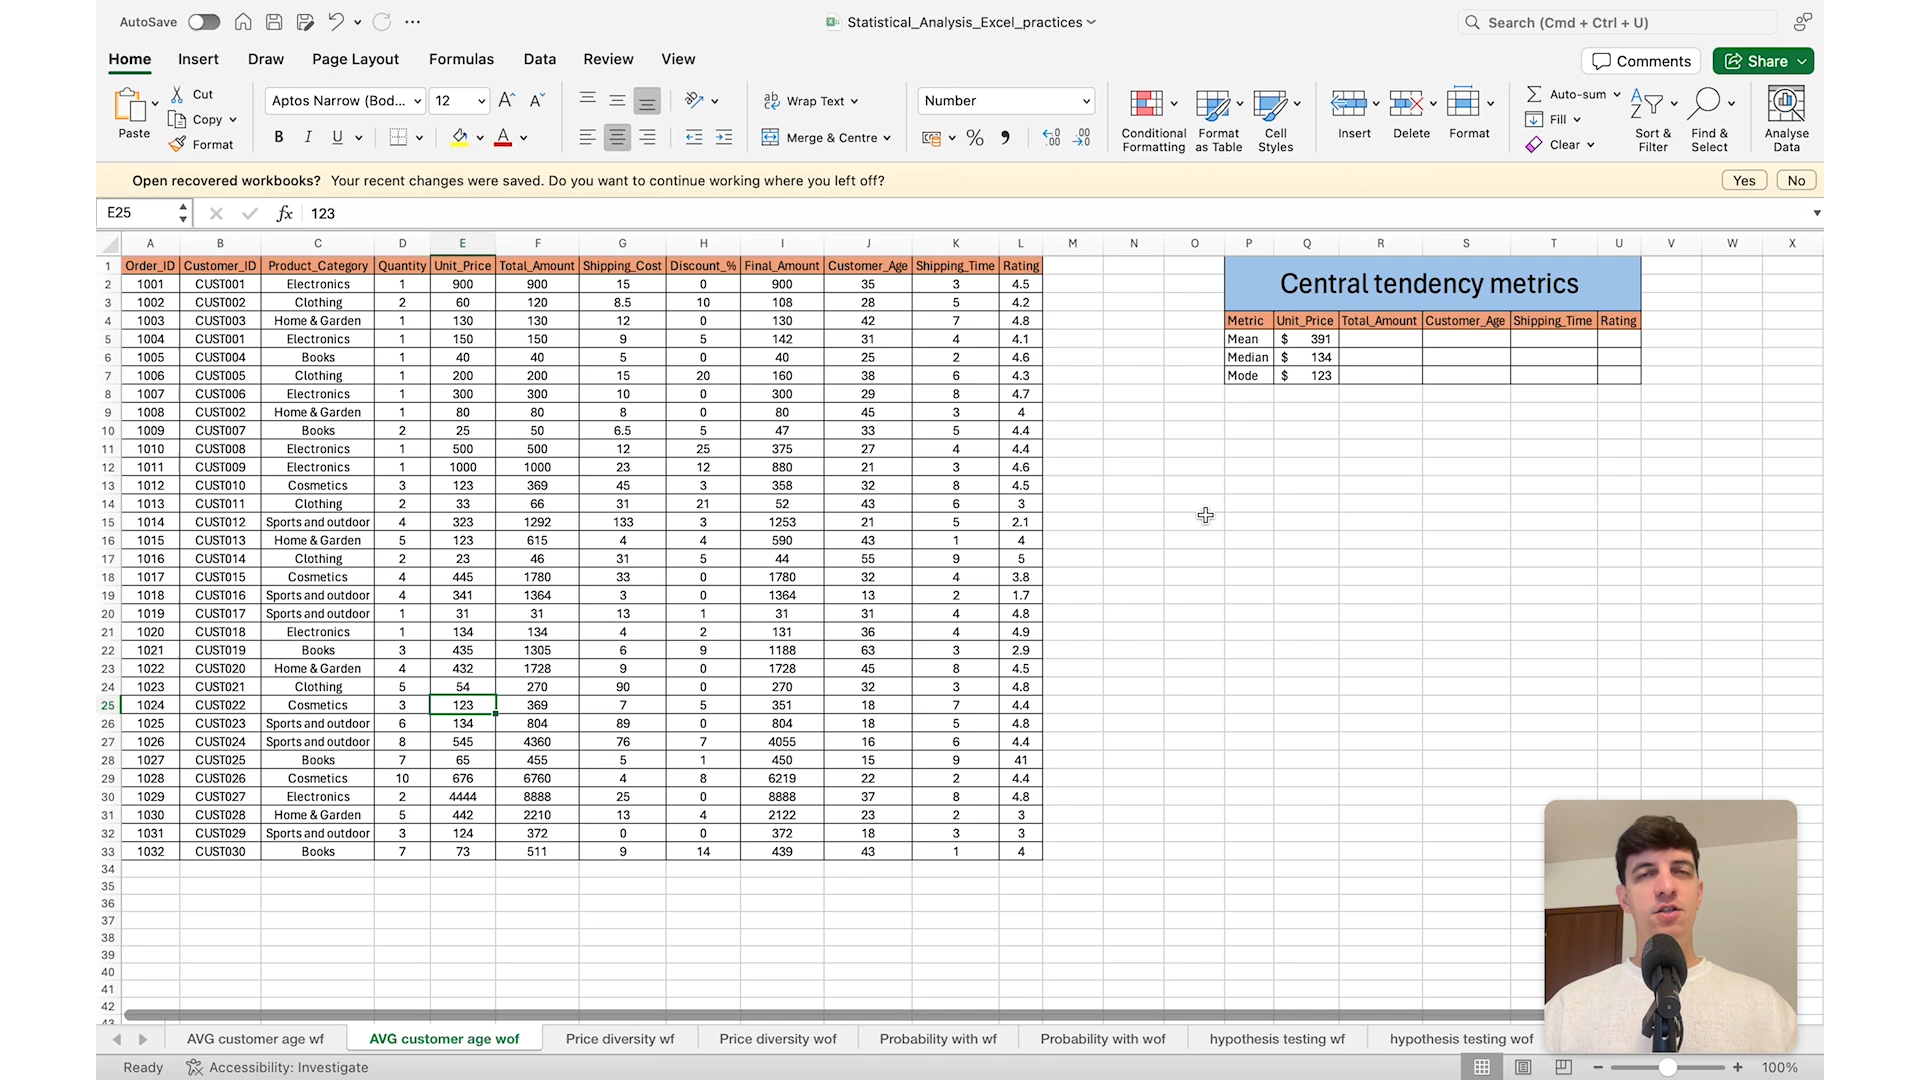 AutoSave
Statistical_Analysis_Excel_practices
Search (Cmd + Ctrl + U)
Home Insert Draw Page Layout Formulas Data Review View
Comments Share
Paste Cut Copy Format
Aptos Narrow (Bod... 12
B I U
Wrap Text
Merge & Centre
Number
Conditional Formatting
Format as Table
Cell Styles
Insert Delete Format
Auto-sum
Fill
Clear
Sort & Filter
Find & Select
Analyse Data
Open recovered workbooks? Your recent changes were saved. Do you want to continue working where you left off? Yes No
E25 fx 123
A B C D E F G H I J K L M N O P Q R S T U V W X
1 Order_ID Customer_ID Product_Category Quantity Unit_Price Total_Amount Shipping_Cost Discount_% Final_Amount Customer_Age Shipping_Time Rating
2 1001 CUST001 Electronics 1 900 900 15 0 900 35 3 4.5
3 1002 CUST002 Clothing 2 60 120 8.5 10 108 28 5 4.2
4 1003 CUST003 Home & Garden 1 130 130 12 0 130 42 7 4.8
5 1004 CUST001 Electronics 1 150 150 9 5 142 31 4 4.1
6 1005 CUST004 Books 1 40 40 5 0 40 25 2 4.6
7 1006 CUST005 Clothing 1 200 200 15 20 160 38 6 4.3
8 1007 CUST006 Electronics 1 300 300 10 0 300 29 8 4.7
9 1008 CUST002 Home & Garden 1 80 80 8 0 80 45 3 4
10 1009 CUST007 Books 2 25 50 6.5 5 47 33 5 4.4
11 1010 CUST008 Electronics 1 500 500 12 25 375 27 4 4.4
12 1011 CUST009 Electronics 1 1000 1000 23 12 880 21 3 4.6
13 1012 CUST010 Cosmetics 3 123 369 45 3 358 32 8 4.5
14 1013 CUST011 Clothing 2 33 66 31 21 52 43 6 3
15 1014 CUST012 Sports and outdoor 4 323 1292 133 3 1253 21 5 2.1
16 1015 CUST013 Home & Garden 5 123 615 4 4 590 43 1 4
17 1016 CUST014 Clothing 2 23 46 31 5 44 55 9 5
18 1017 CUST015 Cosmetics 4 445 1780 33 0 1780 32 4 3.8
19 1018 CUST016 Sports and outdoor 4 341 1364 3 0 1364 13 2 1.7
20 1019 CUST017 Sports and outdoor 1 31 31 13 1 31 31 4 4.8
21 1020 CUST018 Electronics 1 134 134 4 2 131 36 4 4.9
22 1021 CUST019 Books 3 435 1305 6 9 1188 63 3 2.9
23 1022 CUST020 Home & Garden 4 432 1728 9 0 1728 45 8 4.5
24 1023 CUST021 Clothing 5 54 270 90 0 270 32 3 4.8
25 1024 CUST022 Cosmetics 3 123 369 7 5 351 18 7 4.4
26 1025 CUST023 Sports and outdoor 6 134 804 89 0 804 18 5 4.8
27 1026 CUST024 Sports and outdoor 8 545 4360 76 7 4055 16 6 4.4
28 1027 CUST025 Books 7 65 455 5 1 450 15 9 41
29 1028 CUST026 Cosmetics 10 676 6760 4 8 6219 22 2 4.4
30 1029 CUST027 Electronics 2 4444 8888 25 0 8888 37 8 4.8
31 1030 CUST028 Home & Garden 5 442 2210 13 4 2122 23 2 3
32 1031 CUST029 Sports and outdoor 3 124 372 0 0 372 18 3 3
33 1032 CUST030 Books 7 73 511 9 14 439 43 1 4
34
35
36
37
38
39
40
41
42
43
Central tendency metrics
Metric Unit_Price Total_Amount Customer_Age Shipping_Time Rating
Mean $ 391
Median $ 134
Mode $ 123
AVG customer age wf AVG customer age wof Price diversity wf Price diversity wof Probability with wf Probability with wof hypothesis testing wf hypothesis testing wof
Ready Accessibility: Investigate 100%